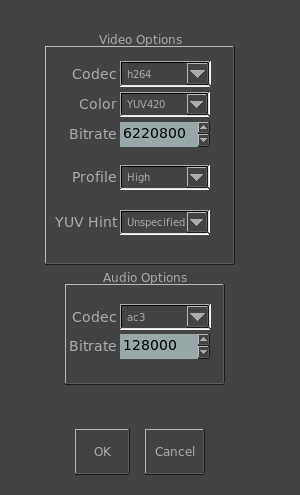 Video Options
Codec h264
Color YUV420
Bitrate 6220800
Profile High
YUV Hint Unspecified
Audio Options
Codec ac3
Bitrate 128000
OK Cancel